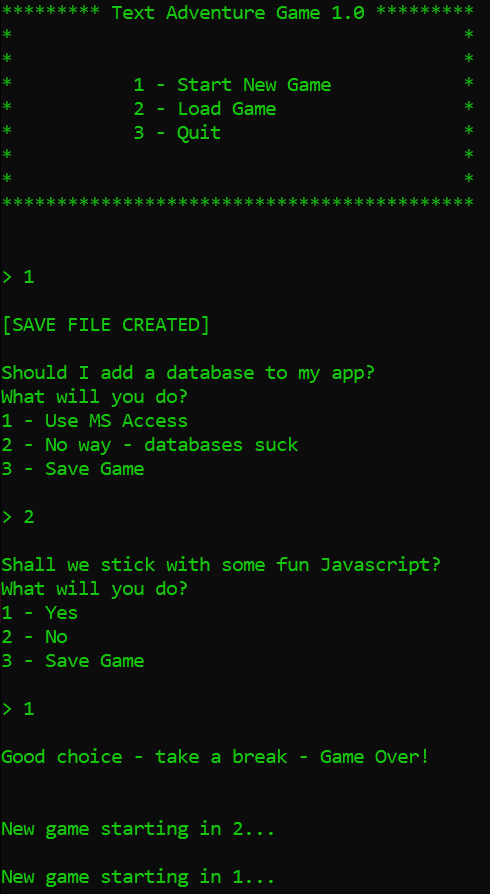 ********* Text Adventure Game 1.0 *********
*                                         *
*                                         *
*           1 - Start New Game            *
*           2 - Load Game                 *
*           3 - Quit                      *
*                                         *
*                                         *
*******************************************
> 1
[SAVE FILE CREATED]
Should I add a database to my app?
What will you do?
1 - Use MS Access
2 - No way - databases suck
3 - Save Game
> 2
Shall we stick with some fun Javascript?
What will you do?
1 - Yes
2 - No
3 - Save Game
> 1
Good choice - take a break - Game Over!
New game starting in 2...
New game starting in 1...